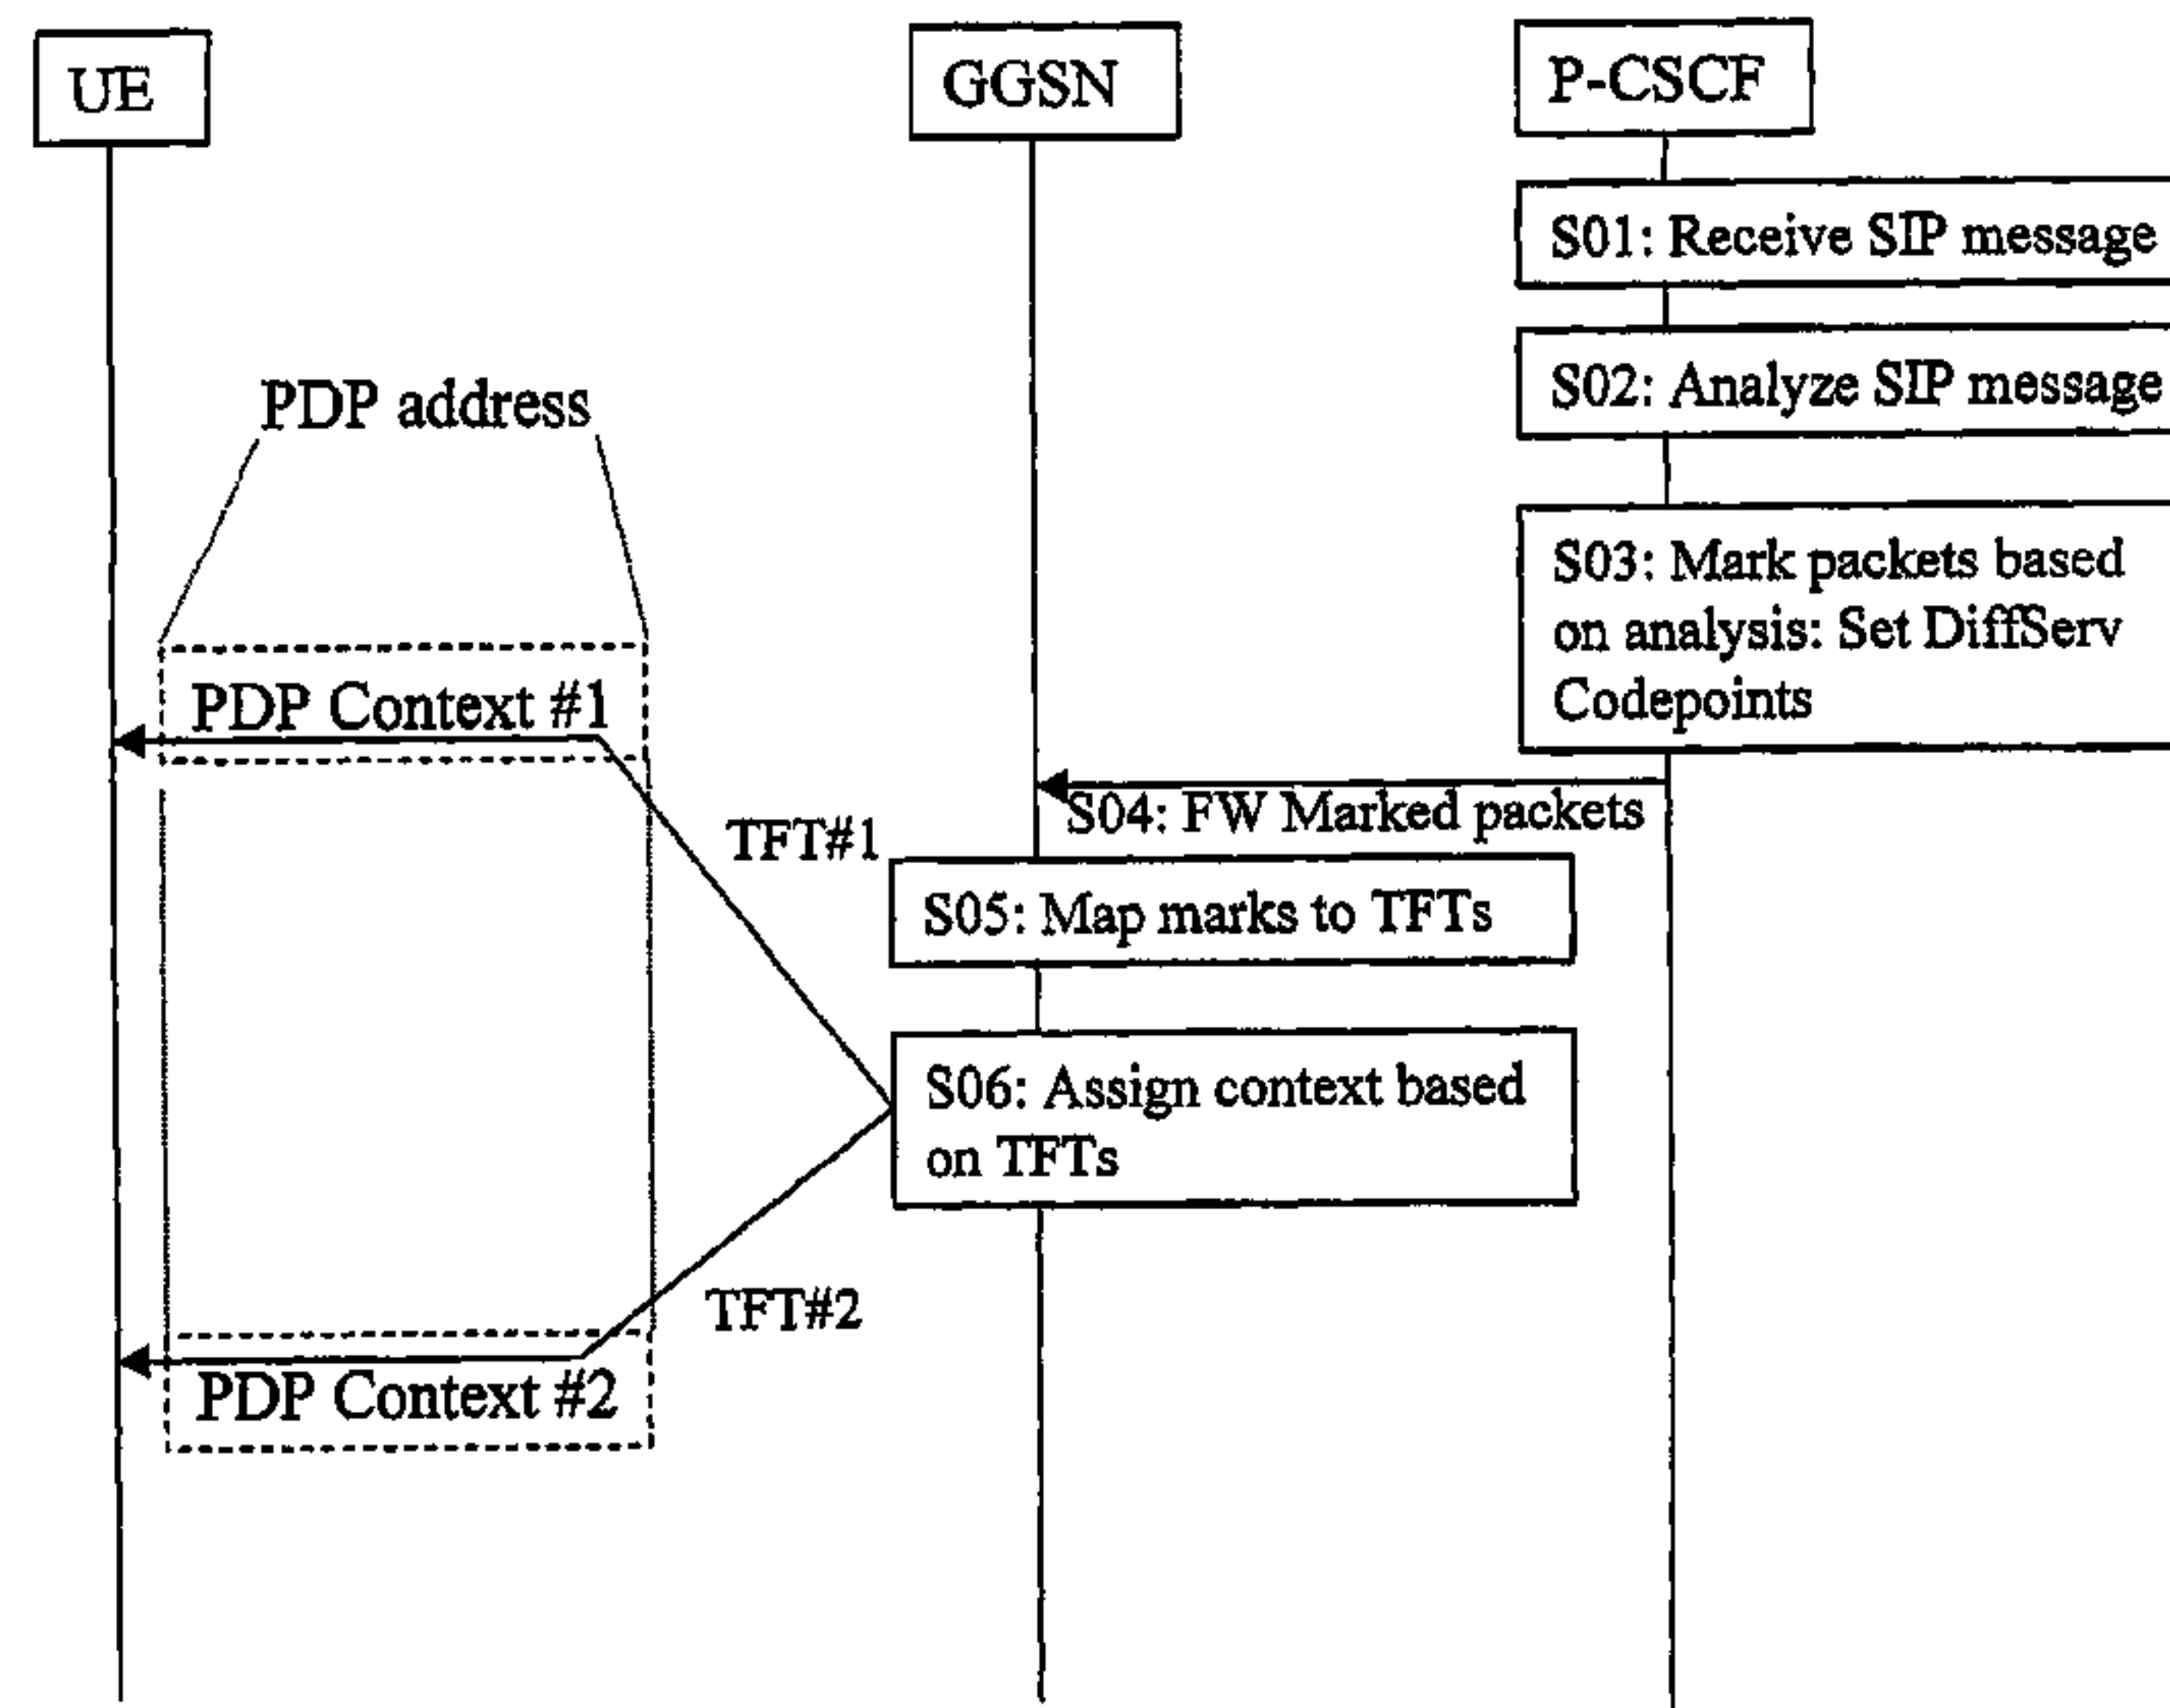 UE
GGSN
P-CSCF
S01: Receive SIP message
S02: Analyze SIP message
S03: Mark packets based
on analysis: Set DiffServ
Codepoints
PDP address
PDP Context #1
S04: FW Marked packets
TFT#1
S05: Map marks to TFTs
S06: Assign context based
on TFTs
TFT#2
PDP Context #2